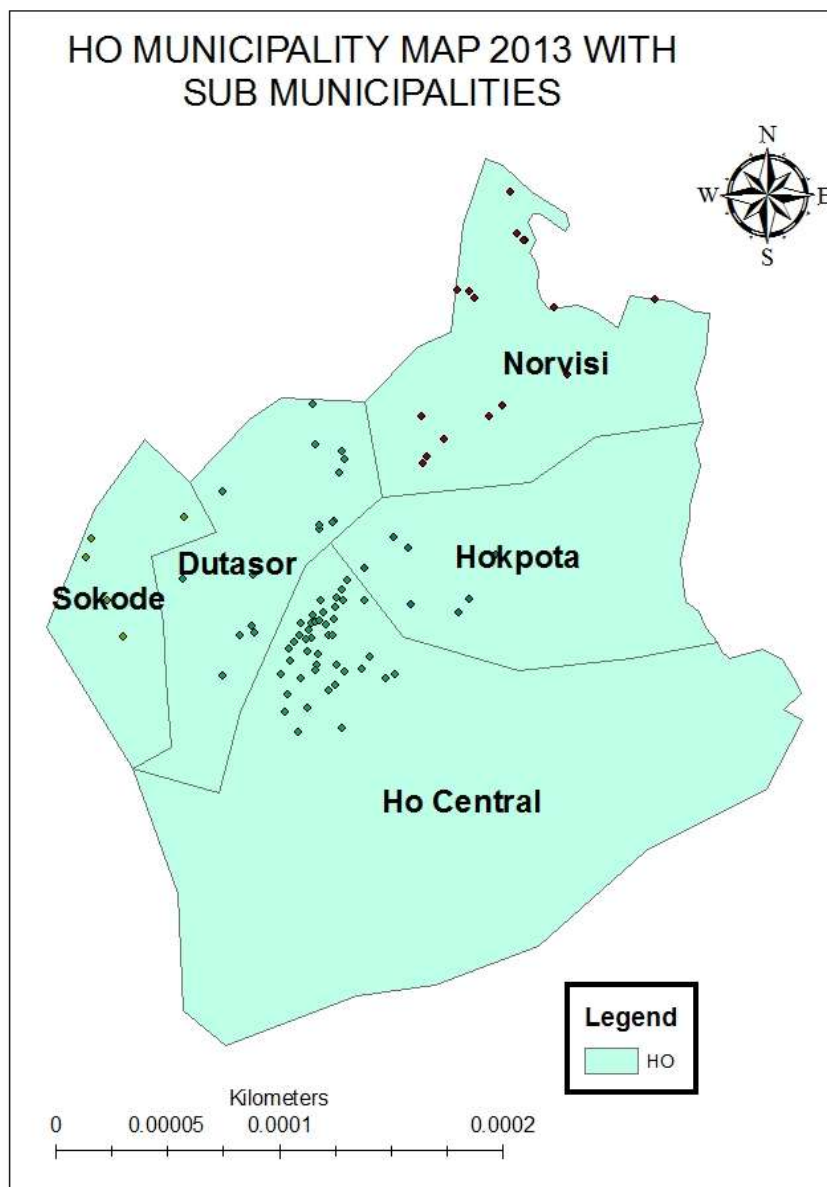 HO MUNICIPALITY MAP 2013 WITH
SUB MUNICIPALITIES
N
W E
S
Norvisi
Hokpota
Dutasor
Sokode
Ho Central
Legend
HO
Kilometers
0 0.00005 0.0001 0.0002